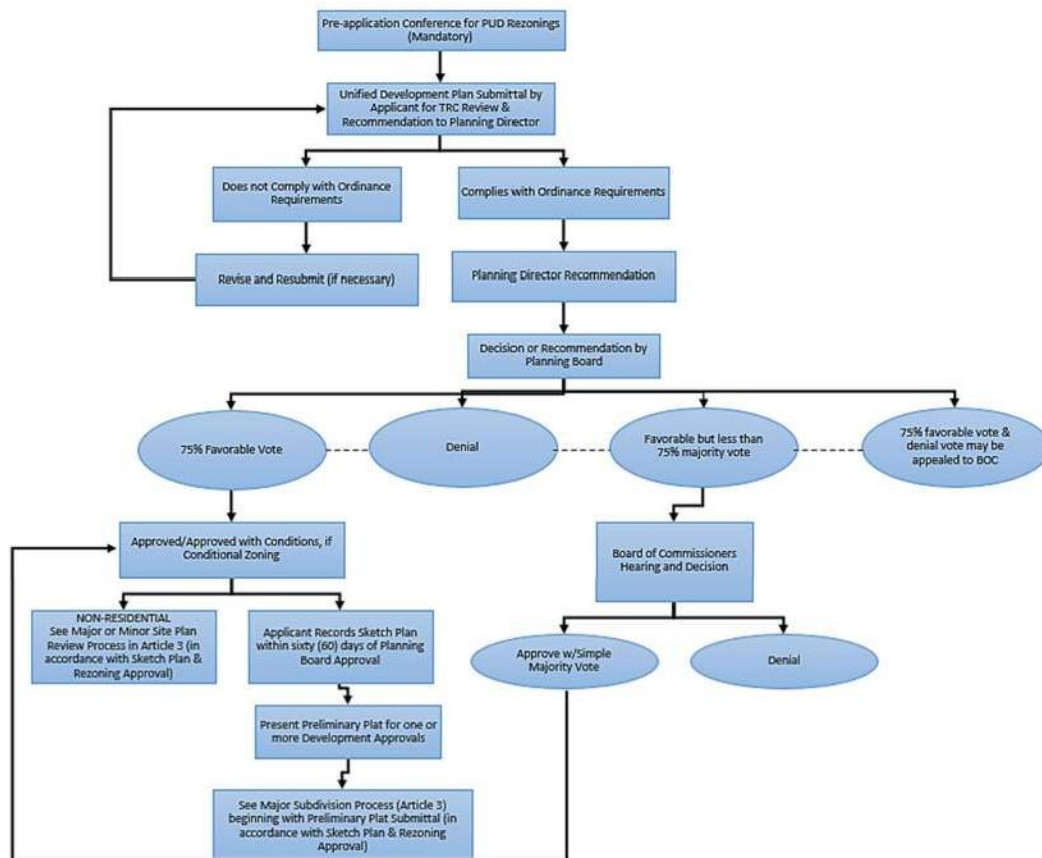 Pre-application Conference for PUD Rezonings
(Mandatory)
Unified Development Plan Submittal by
Applicant for TRC Review &
Recommendation to Planning Director
Does not Comply with Ordinance
Requirements
Complies with Ordinance Requirements
Revise and Resubmit (if necessary)
Planning Director Recommendation
Decision or Recommendation by
Planning Board
75% Favorable Vote
Denial
Favorable but less than
75% majority vote
75% favorable vote &
denial vote may be
appealed to BOC
Approved/Approved with Conditions, if
Conditional Zoning
Board of Commissioners
Hearing and Decision
NON-RESIDENTIAL
See Major or Minor Site Plan
Review Process in Article 3 (in
accordance with Sketch Plan &
Rezoning Approval)
Applicant Records Sketch Plan
within sixty (60) days of Planning
Board Approval
Approve w/Simple
Majority Vote
Denial
Present Preliminary Plat for one or
more Development Approvals
See Major Subdivision Process (Article 3)
beginning with Preliminary Plat Submittal (in
accordance with Sketch Plan & Rezoning
Approval)